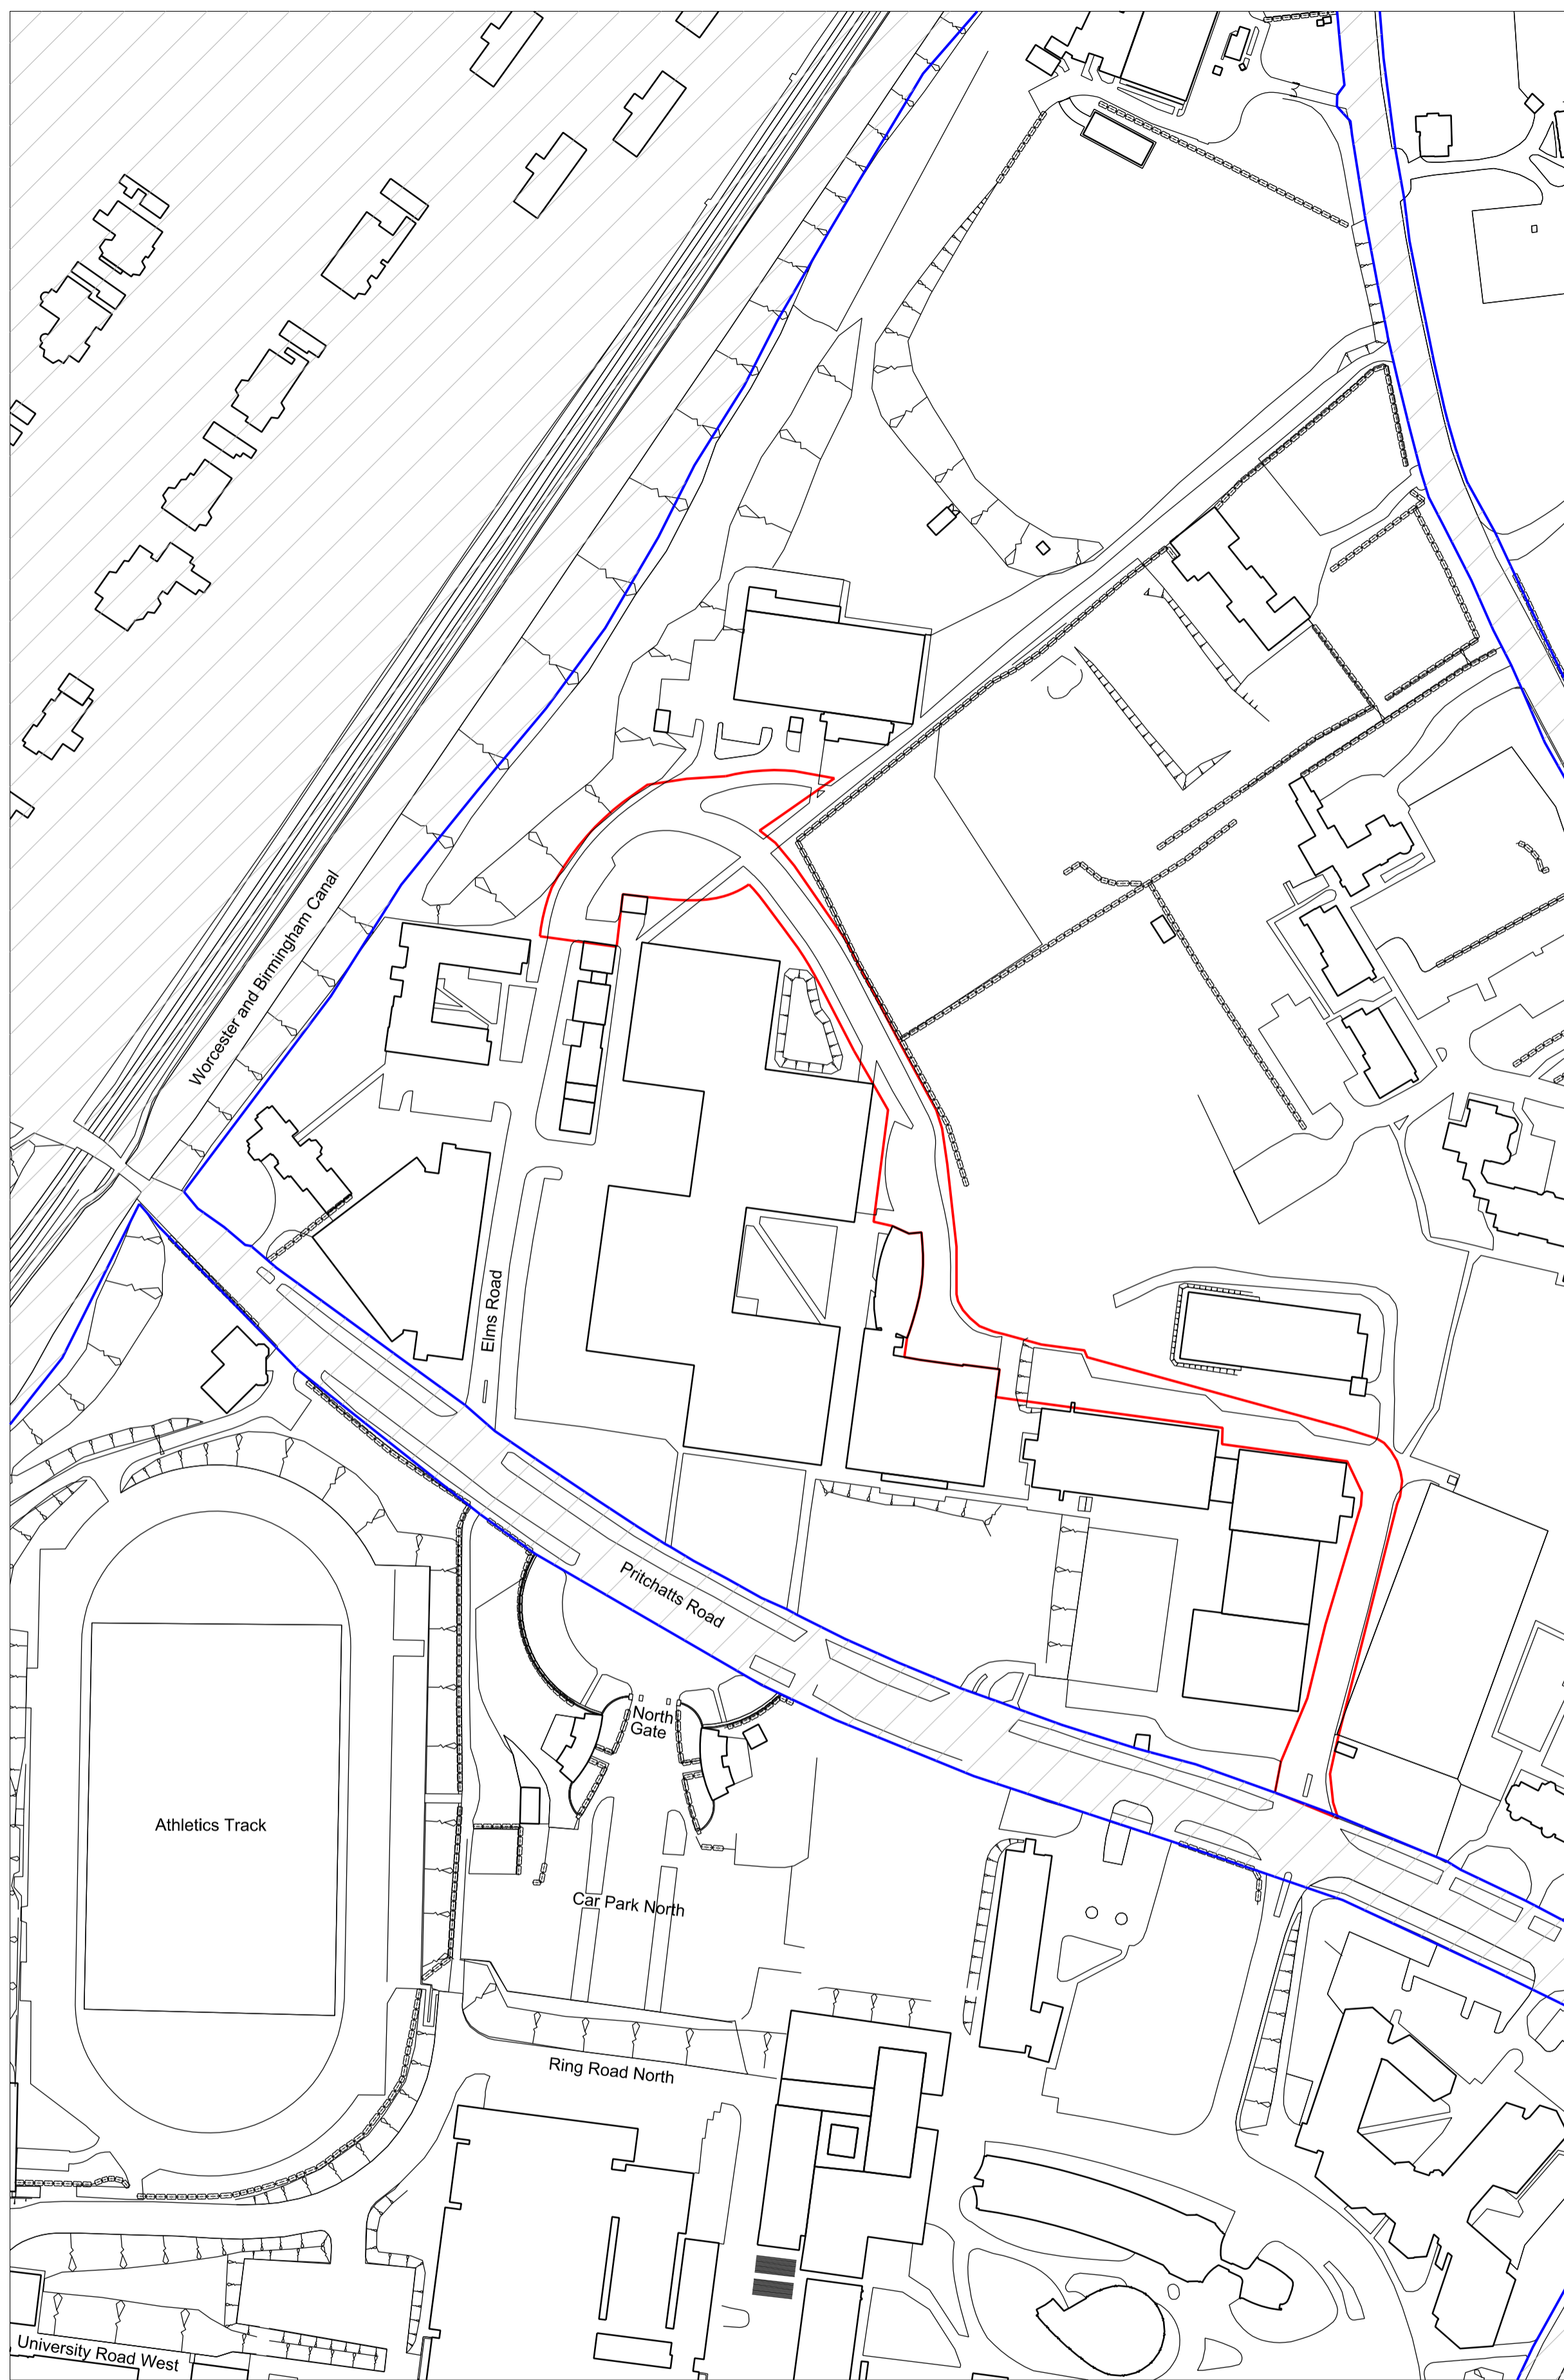 Worcester and Birmingham Canal
Elms Road
Pritchatts Road
North
Gate
Athletics Track
Car Park North
Ring Road North
University Road West